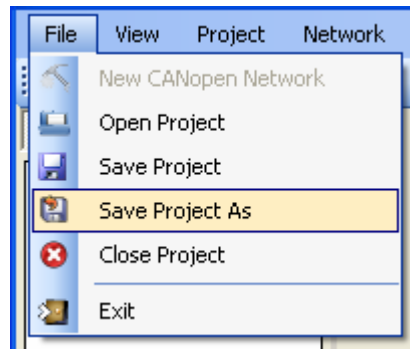 File View Project Network
New CANopen Network
Open Project
Save Project
Save Project As
Close Project
Exit